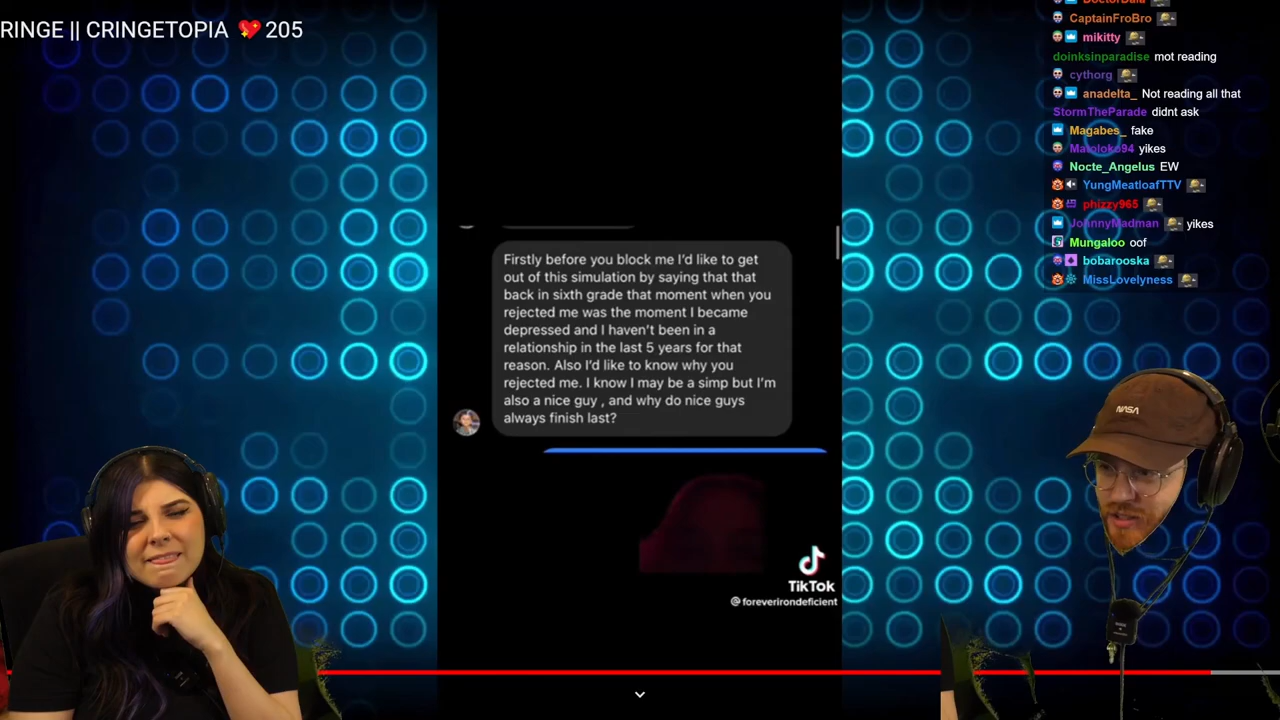 RINGE || CRINGETOPIA 💖 205
CaptainFroBro
mikitty
doinksinparadise mot reading
cythorg
anadelta_ Not reading all that
StormTheParade didnt ask
Magabes_ fake
yikes
Nocte_Angelus EW
YungMeatloafTTV
phizzy965
JohnnyMadman yikes
Mungaloo oof
bobarooska
MissLovelyness
Firstly before you block me I'd like to get
out of this simulation by saying that that
back in sixth grade that moment when you
rejected me was the moment I became
depressed and I haven't been in a
relationship in the last 5 years for that
reason. Also I'd like to know why you
rejected me. I know I may be a simp but I'm
also a nice guy , and why do nice guys
always finish last?
NASA
TikTok
@foreverirondeficient